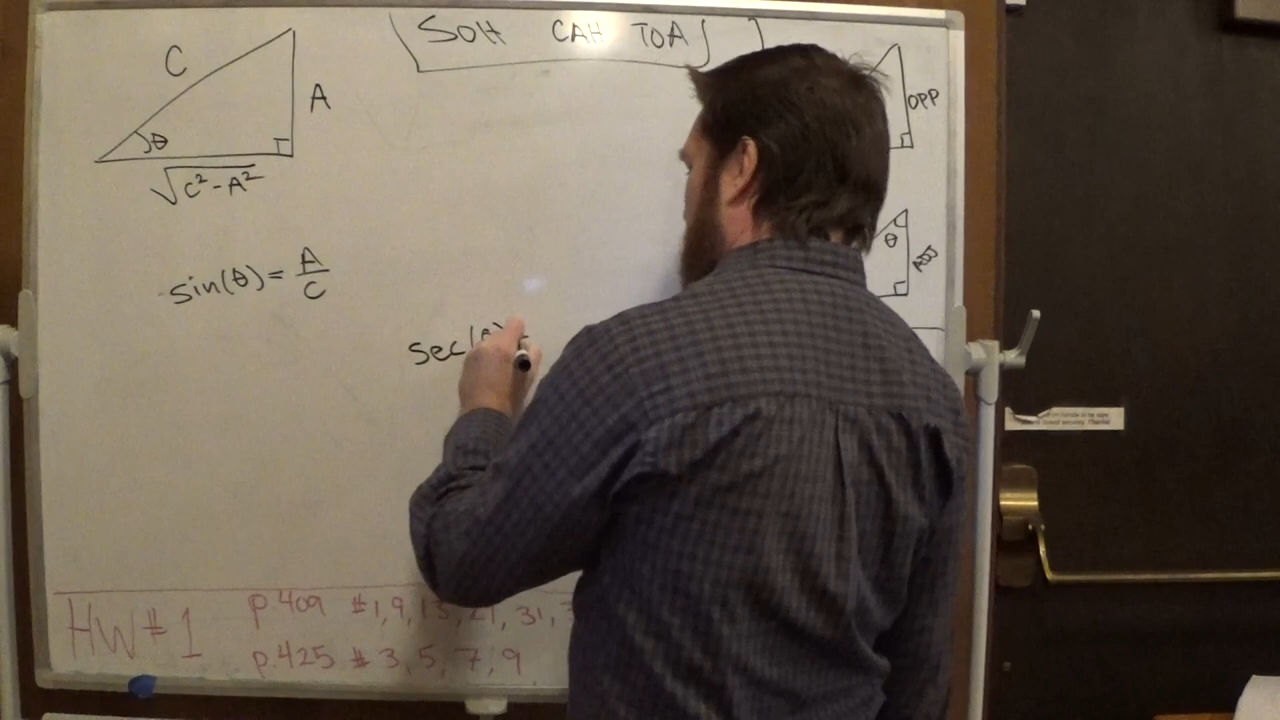 SOH CAH TOA
C
A
θ
√C²-A²
OPP
θ
ADJ
sin(θ)=A/C
sec(θ)=
HW#1
p.409 #1,9,13,21,31,
p.425 #3,5,7,9